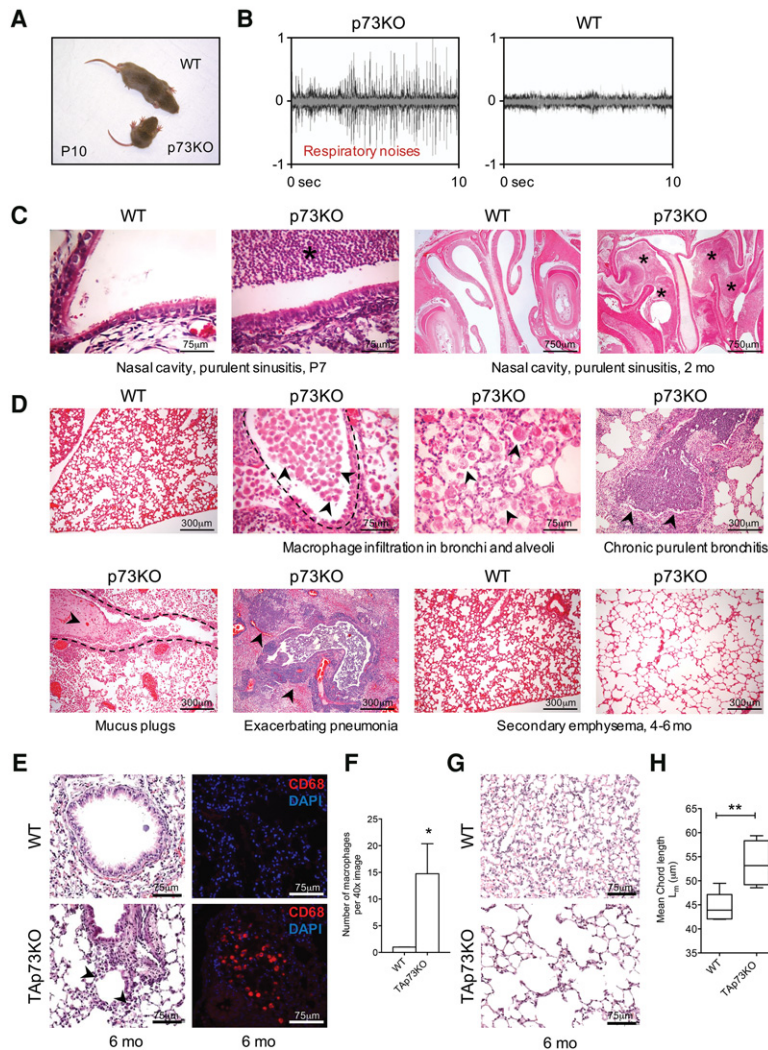 A
WT
P10
p73KO
B
p73KO
WT
1
0
-1
Respiratory noises
0 sec
10
1
0
-1
0 sec
10
C
WT
p73KO
WT
p73KO
*
* * * *
75µm
75µm
750µm
750µm
Nasal cavity, purulent sinusitis, P7
Nasal cavity, purulent sinusitis, 2 mo
D
WT
p73KO
p73KO
p73KO
300µm
75µm
75µm
300µm
Macrophage infiltration in bronchi and alveoli
Chronic purulent bronchitis
p73KO
p73KO
WT
p73KO
300µm
300µm
300µm
300µm
Mucus plugs
Exacerbating pneumonia
Secondary emphysema, 4-6 mo
E
WT
75µm
CD68
DAPI
75µm
TAp73KO
75µm
CD68
DAPI
75µm
6 mo
6 mo
F
Number of macrophages
per 40x image
25
20
15
10
5
0
*
WT
TAp73KO
G
WT
75µm
TAp73KO
75µm
6 mo
H
Mean Chord length
Lm (µm)
65
60
55
50
45
40
35
**
WT
TAp73KO